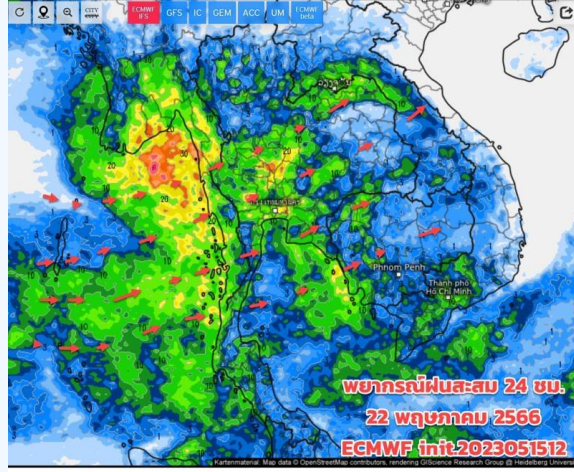 CITY
ECMWF
IFS
GFS
IC
GEM
ACC
UM
ECMWF
beta
Phnom Penh
Thành phố
Hồ Chí Minh
พยากรณ์ฝนสะสม 24 ชม.
22 พฤษภาคม 2566
ECMWF init.2023051512
Kartenmaterial: Map data © OpenStreetMap contributors, rendering GIScience Research Group @ Heidelberg Univers